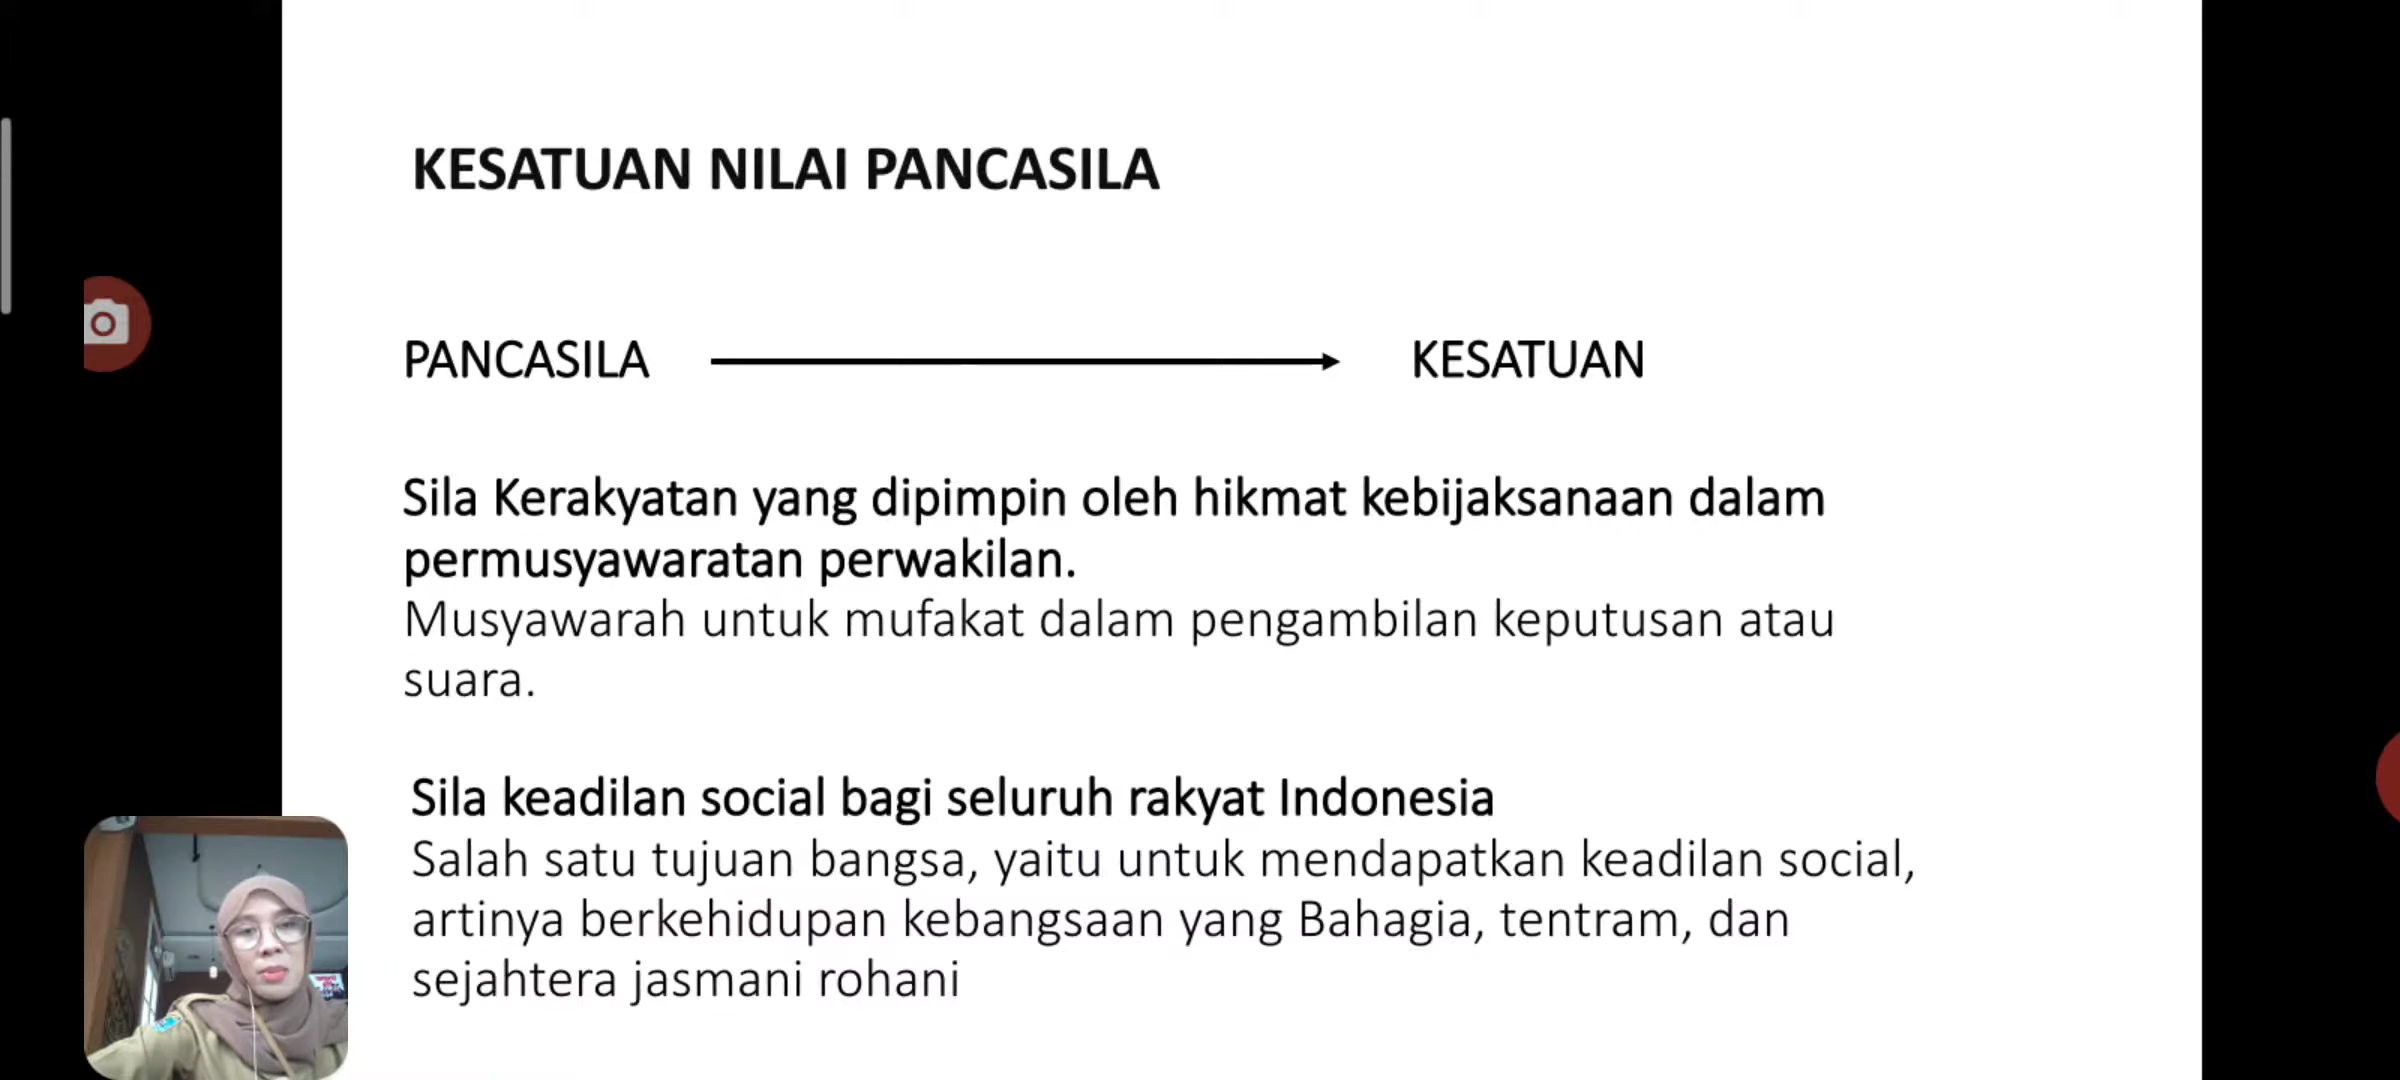 KESATUAN NILAI PANCASILA
PANCASILA KESATUAN
Sila Kerakyatan yang dipimpin oleh hikmat kebijaksanaan dalam
permusyawaratan perwakilan.
Musyawarah untuk mufakat dalam pengambilan keputusan atau
suara.
Sila keadilan social bagi seluruh rakyat Indonesia
Salah satu tujuan bangsa, yaitu untuk mendapatkan keadilan social,
artinya berkehidupan kebangsaan yang Bahagia, tentram, dan
sejahtera jasmani rohani